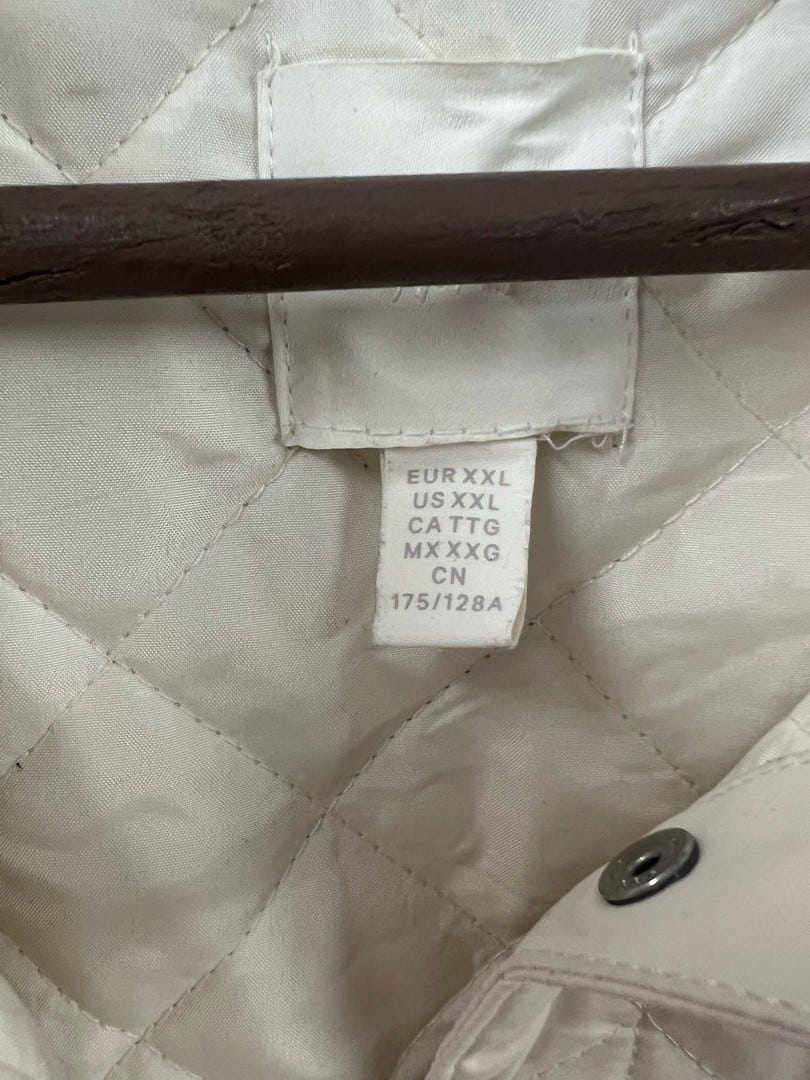 EUR XXL
US XXL
CA TTG
MX XXG
CN
175/128A